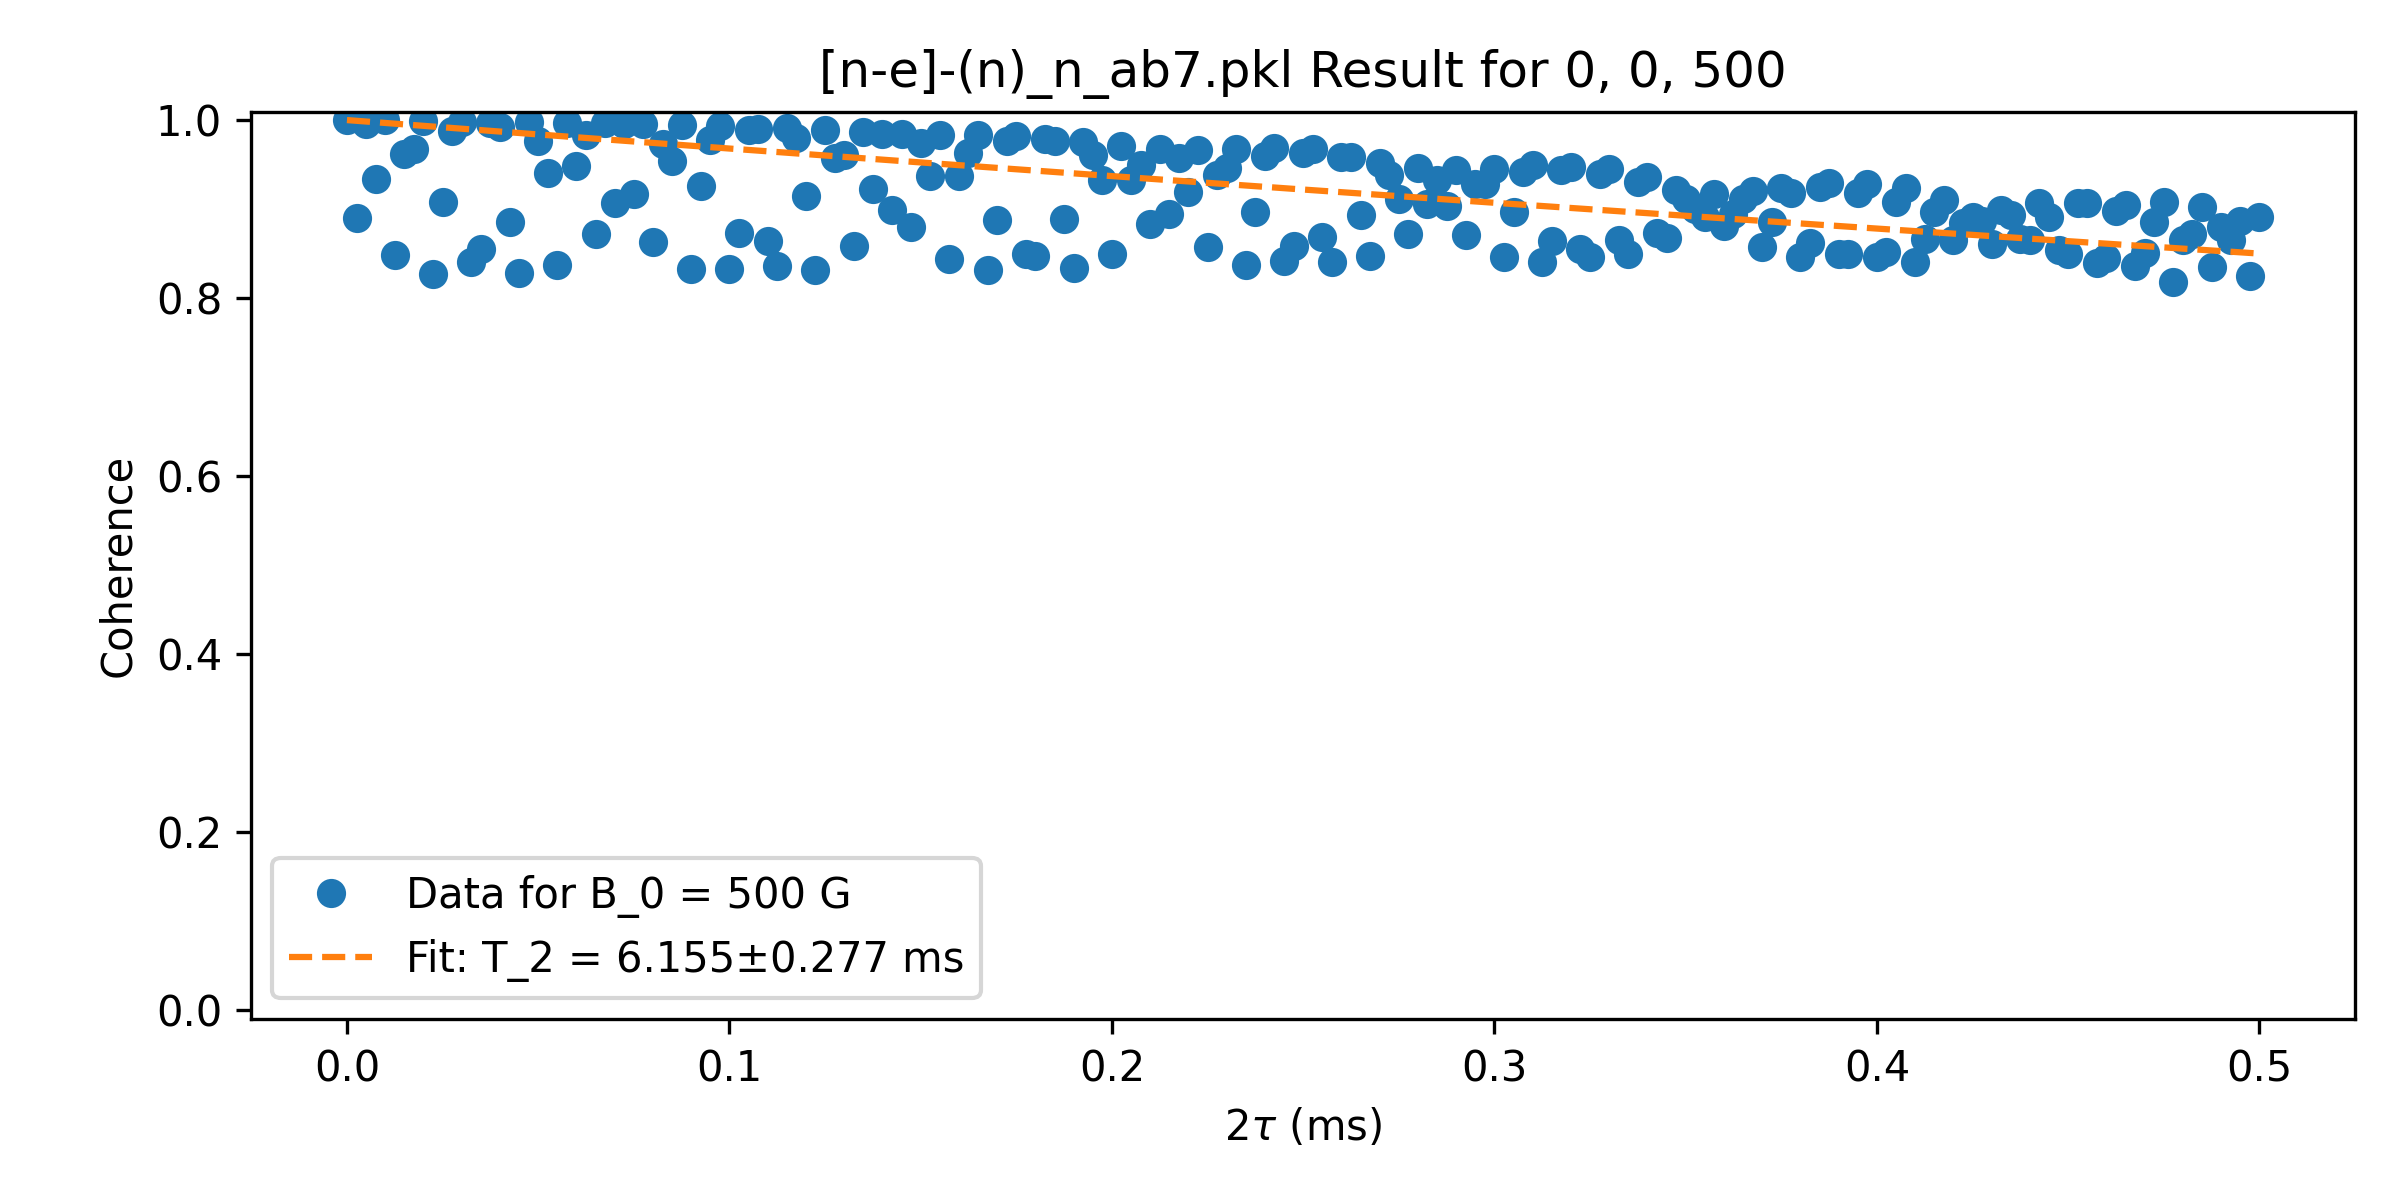 [n-e]-(n)_n_ab7.pkl Result for 0, 0, 500
1.0
0.8
0.6
0.4
0.2
0.0
Coherence
Data for B_0 = 500 G
Fit: T_2 = 6.155±0.277 ms
0.0 0.1 0.2 0.3 0.4 0.5
2τ (ms)